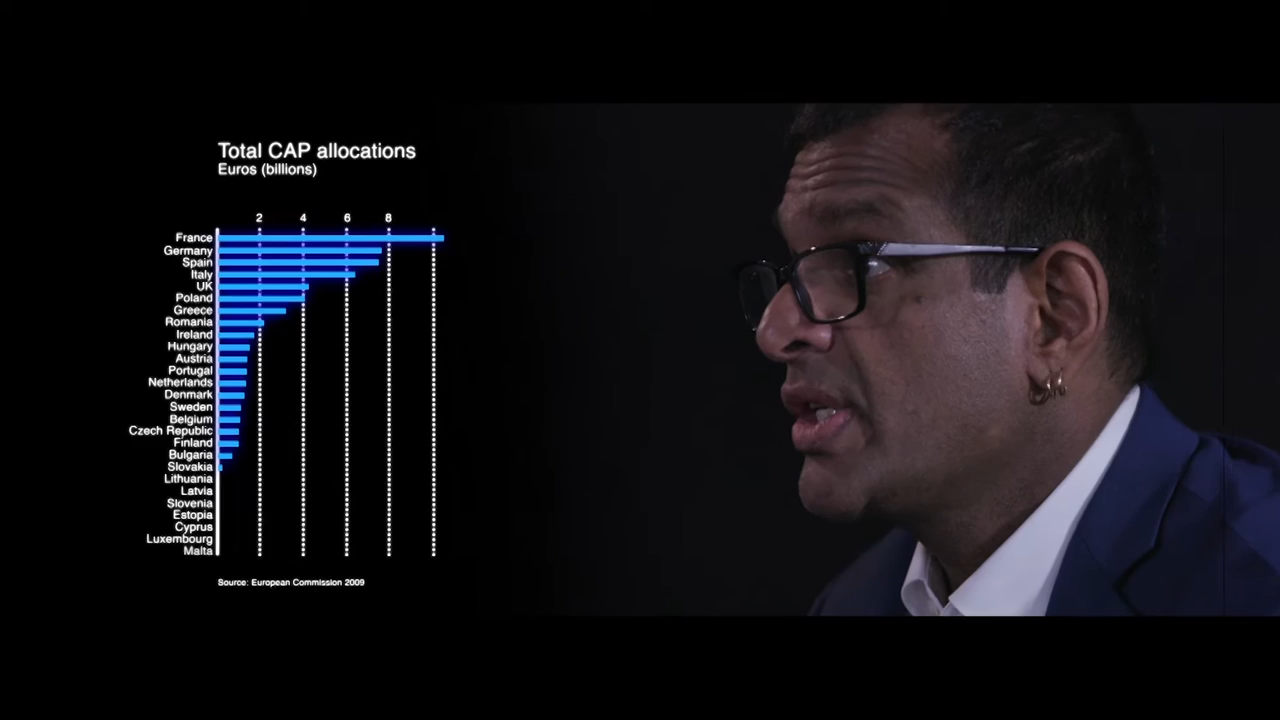 Total CAP allocations
Euros (billions)
2 4 6 8
France
Germany
Spain
Italy
UK
Poland
Greece
Romania
Ireland
Hungary
Austria
Portugal
Netherlands
Denmark
Sweden
Belgium
Czech Republic
Finland
Bulgaria
Slovakia
Lithuania
Latvia
Slovenia
Estopia
Cyprus
Luxembourg
Malta
Source: European Commission 2009